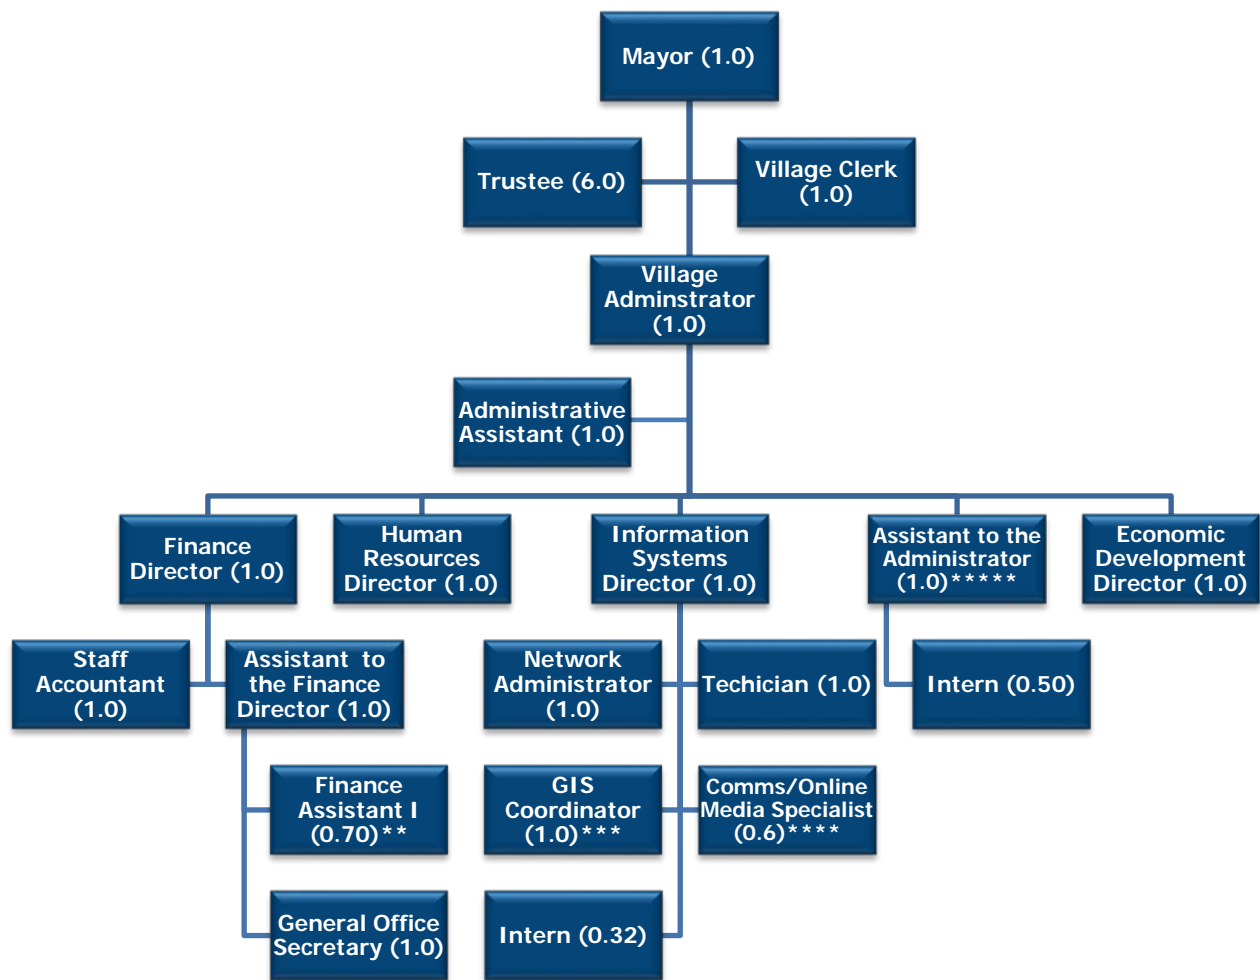 Mayor (1.0)
Trustee (6.0)
Village Clerk
(1.0)
Village
Adminstrator
(1.0)
Administrative
Assistant (1.0)
Finance
Director (1.0)
Human
Resources
Director (1.0)
Information
Systems
Director (1.0)
Assistant to the
Administrator
(1.0)*****
Economic
Development
Director (1.0)
Staff
Accountant
(1.0)
Assistant to
the Finance
Director (1.0)
Network
Administrator
(1.0)
Techician (1.0)
Intern (0.50)
Finance
Assistant I
(0.70)**
GIS
Coordinator
(1.0)***
Comms/Online
Media Specialist
(0.6)****
General Office
Secretary (1.0)
Intern (0.32)